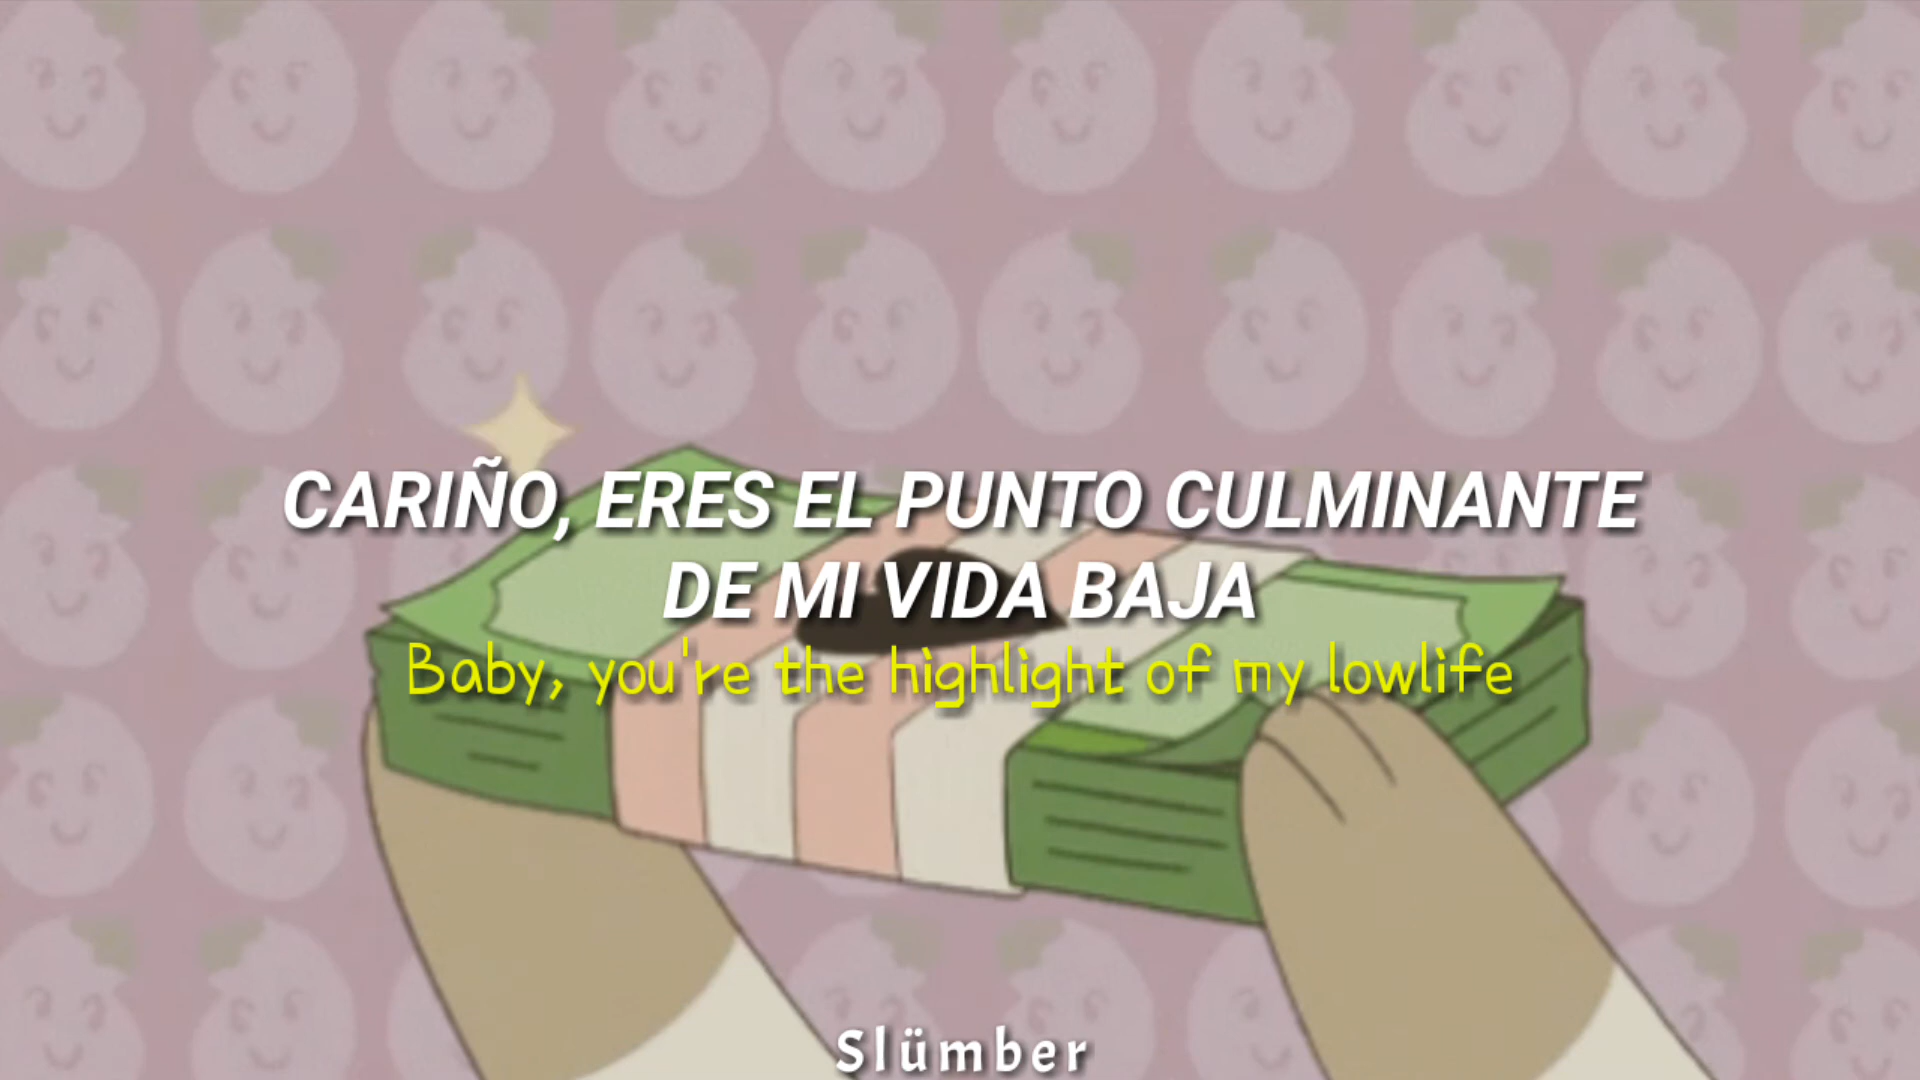 CARIÑO, ERES EL PUNTO CULMINANTE
DE MI VIDA BAJA
Baby, you're the highlight of my lowlife
Slümber